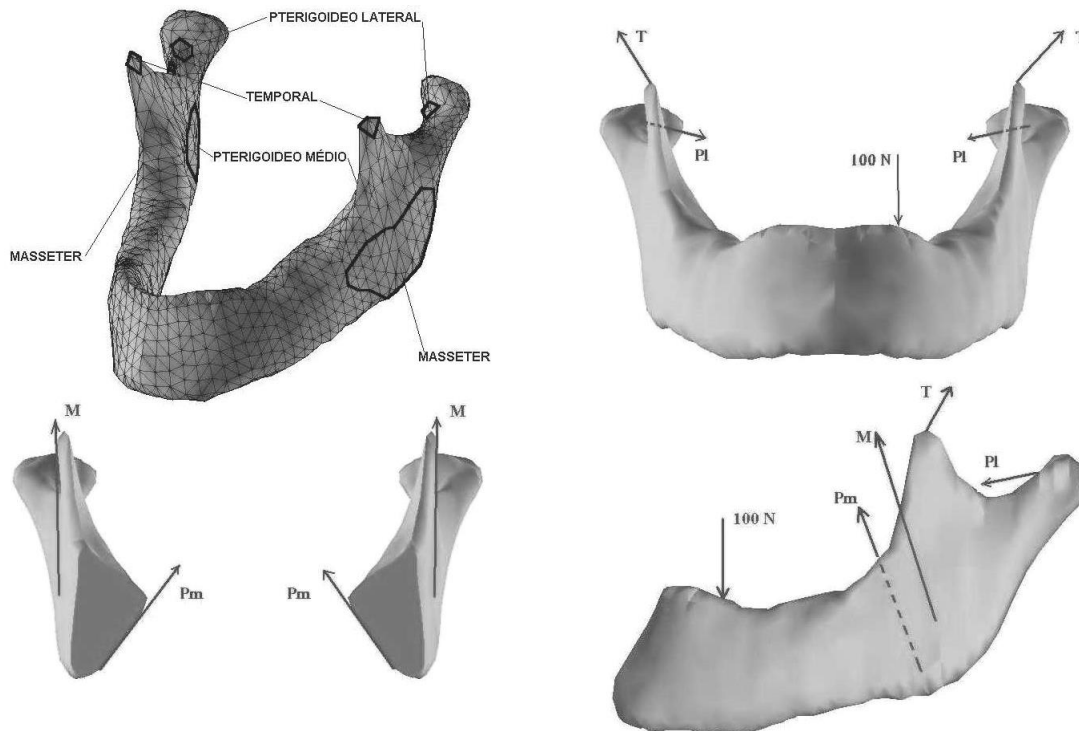 PTERIGOIDEO LATERAL
TEMPORAL
PTERIGOIDEO MÉDIO
MASSETER
MASSETER
T
T
Pl
Pl
100 N
M
M
Pm
Pm
T
M
Pl
Pm
100 N